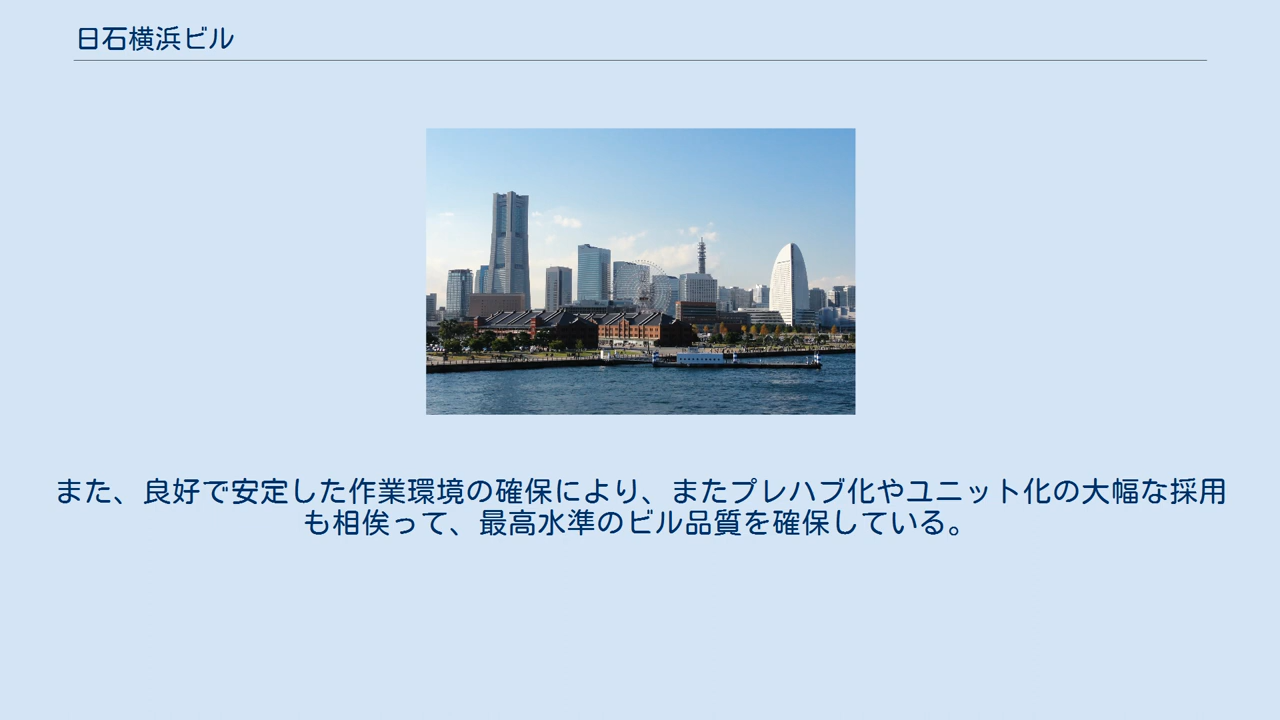 日石横浜ビル
また、良好で安定した作業環境の確保により、またプレハブ化やユニット化の大幅な採用
も相俟って、最高水準のビル品質を確保している。